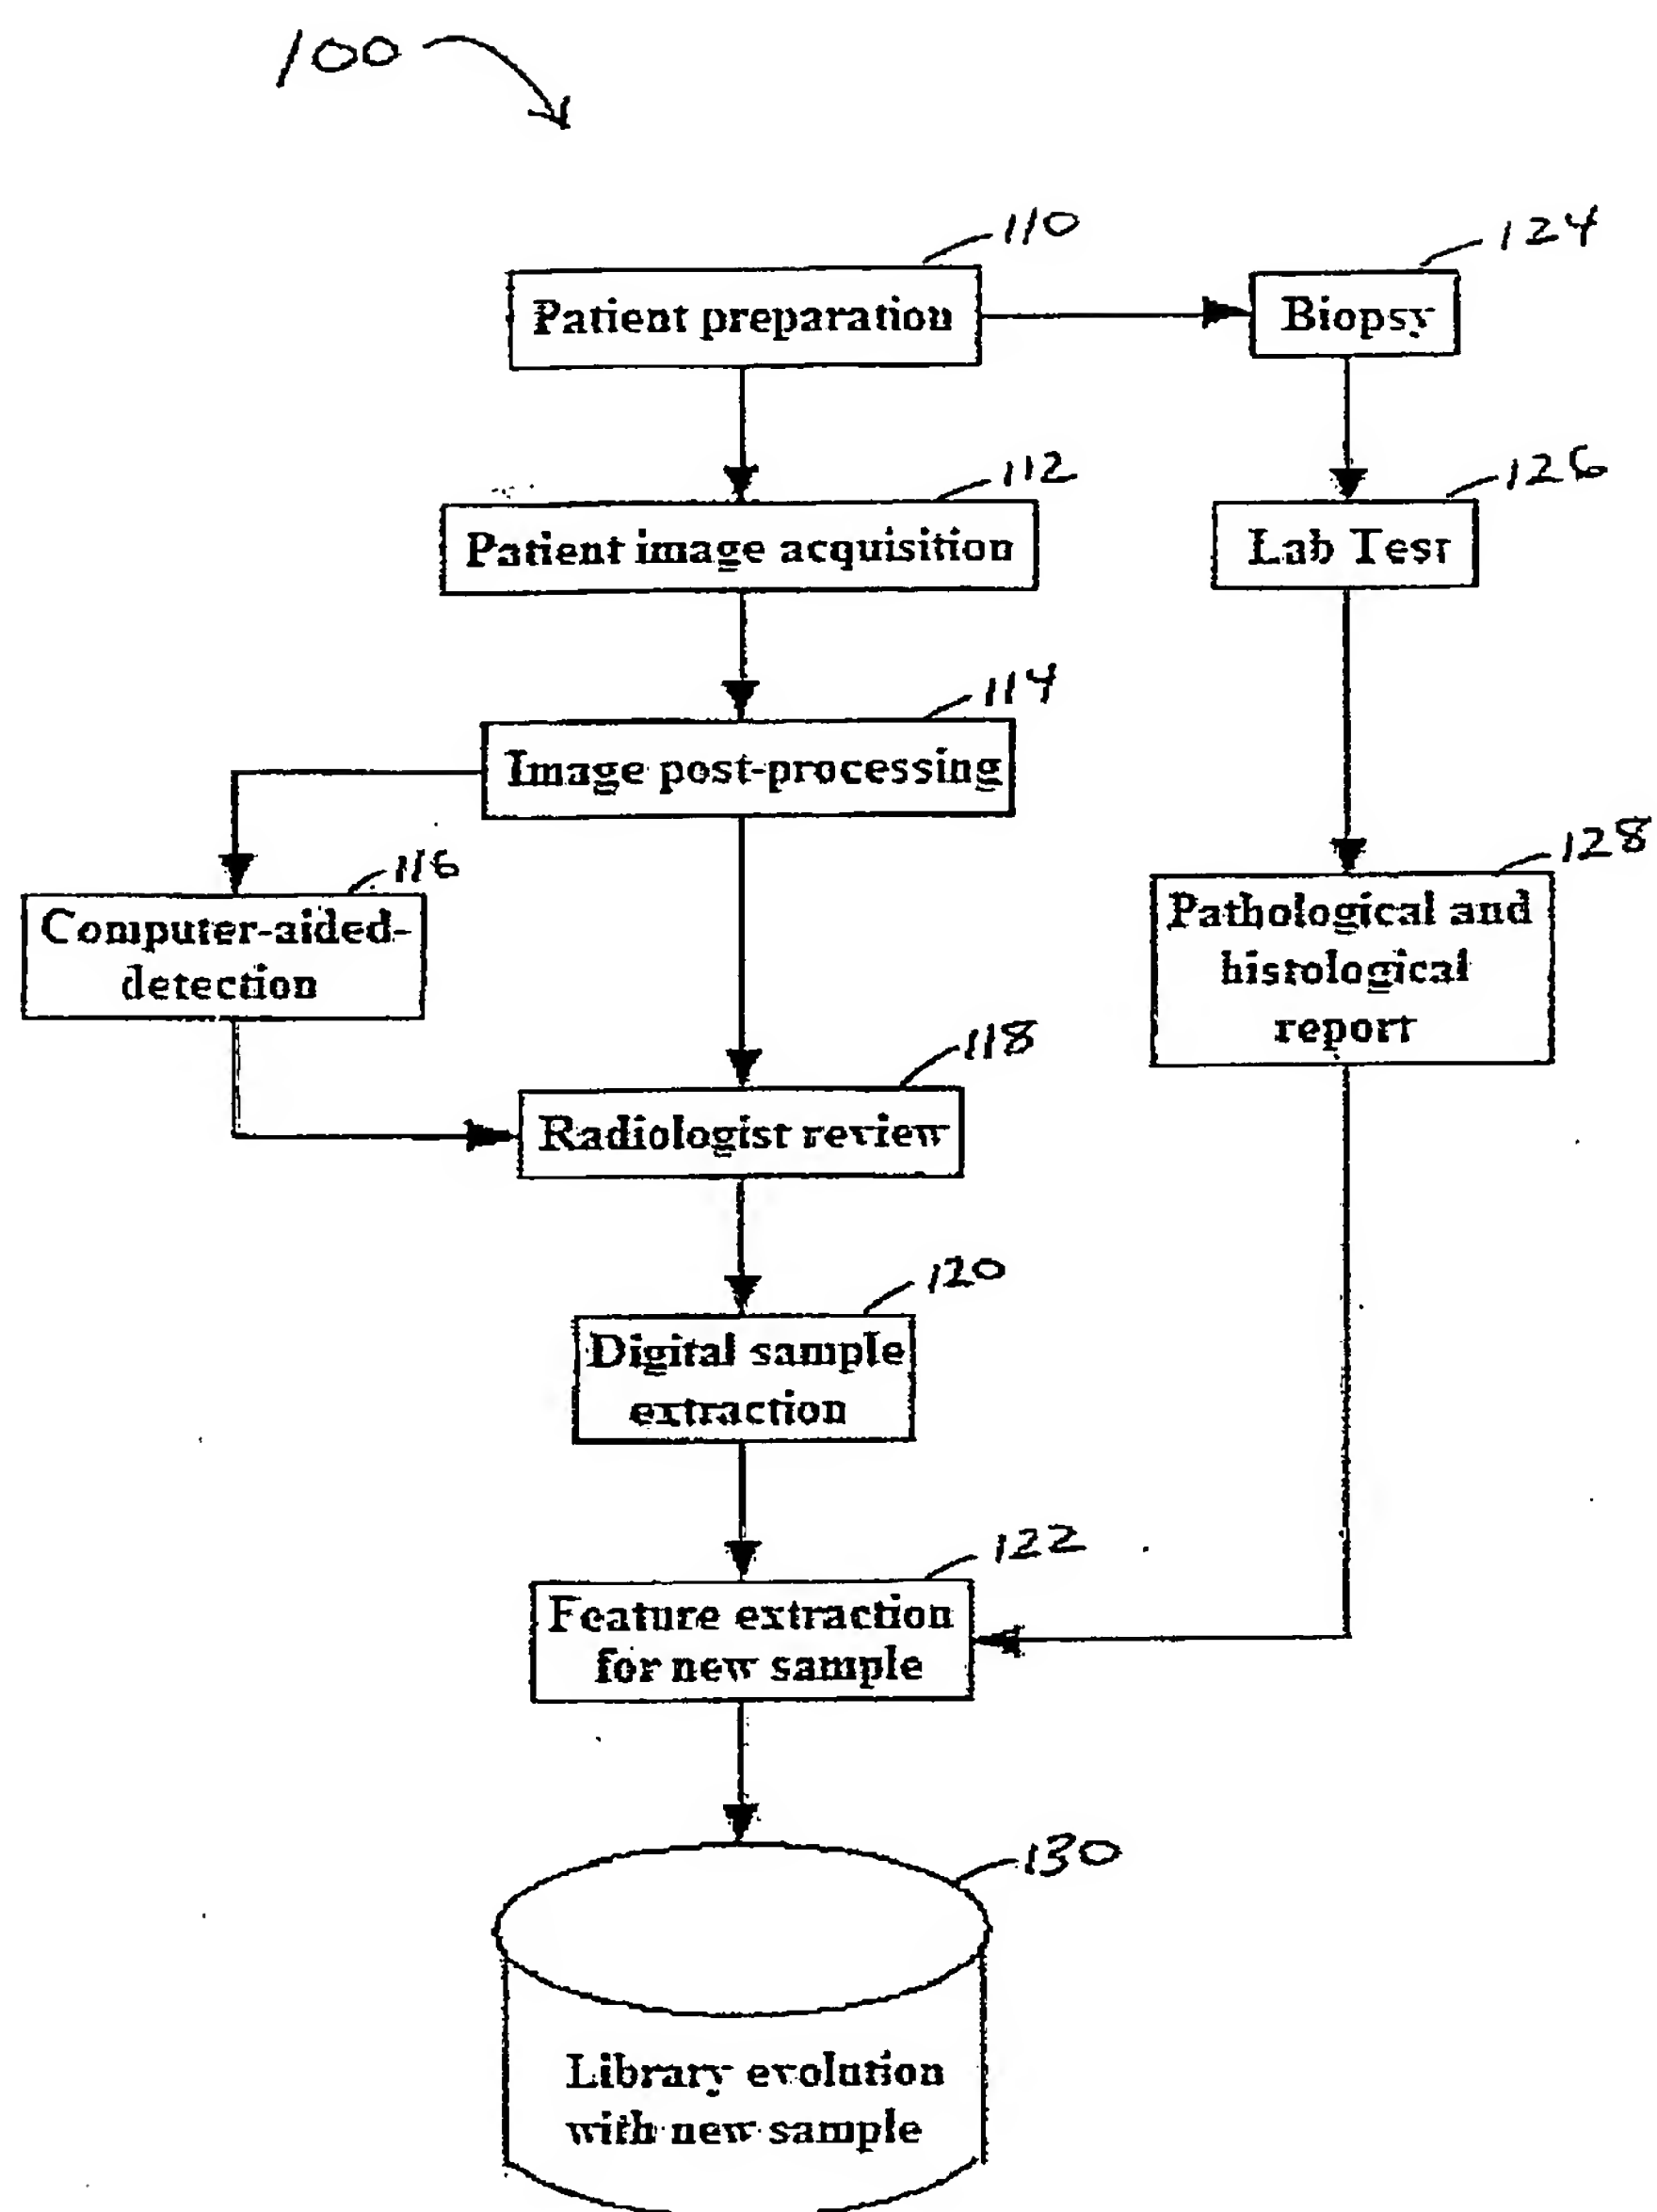 100
110
124
Patient preparation
Biopsy
112
126
Patient image acquisition
Lab Test
114
Image post-processing
116
128
Computer-aided-
detection
Pathological and
histological
report
118
Radiologist review
120
Digital sample
extraction
122
Feature extraction
for new sample
130
Library evolution
with new sample